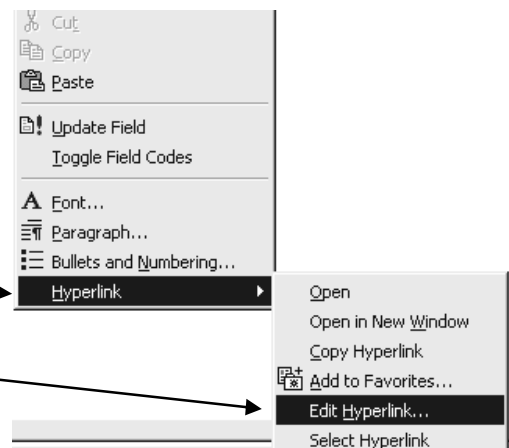 Cut
Copy
Paste
Update Field
Toggle Field Codes
Font...
Paragraph...
Bullets and Numbering...
Hyperlink
Open
Open in New Window
Copy Hyperlink
Add to Favorites...
Edit Hyperlink...
Select Hyperlink